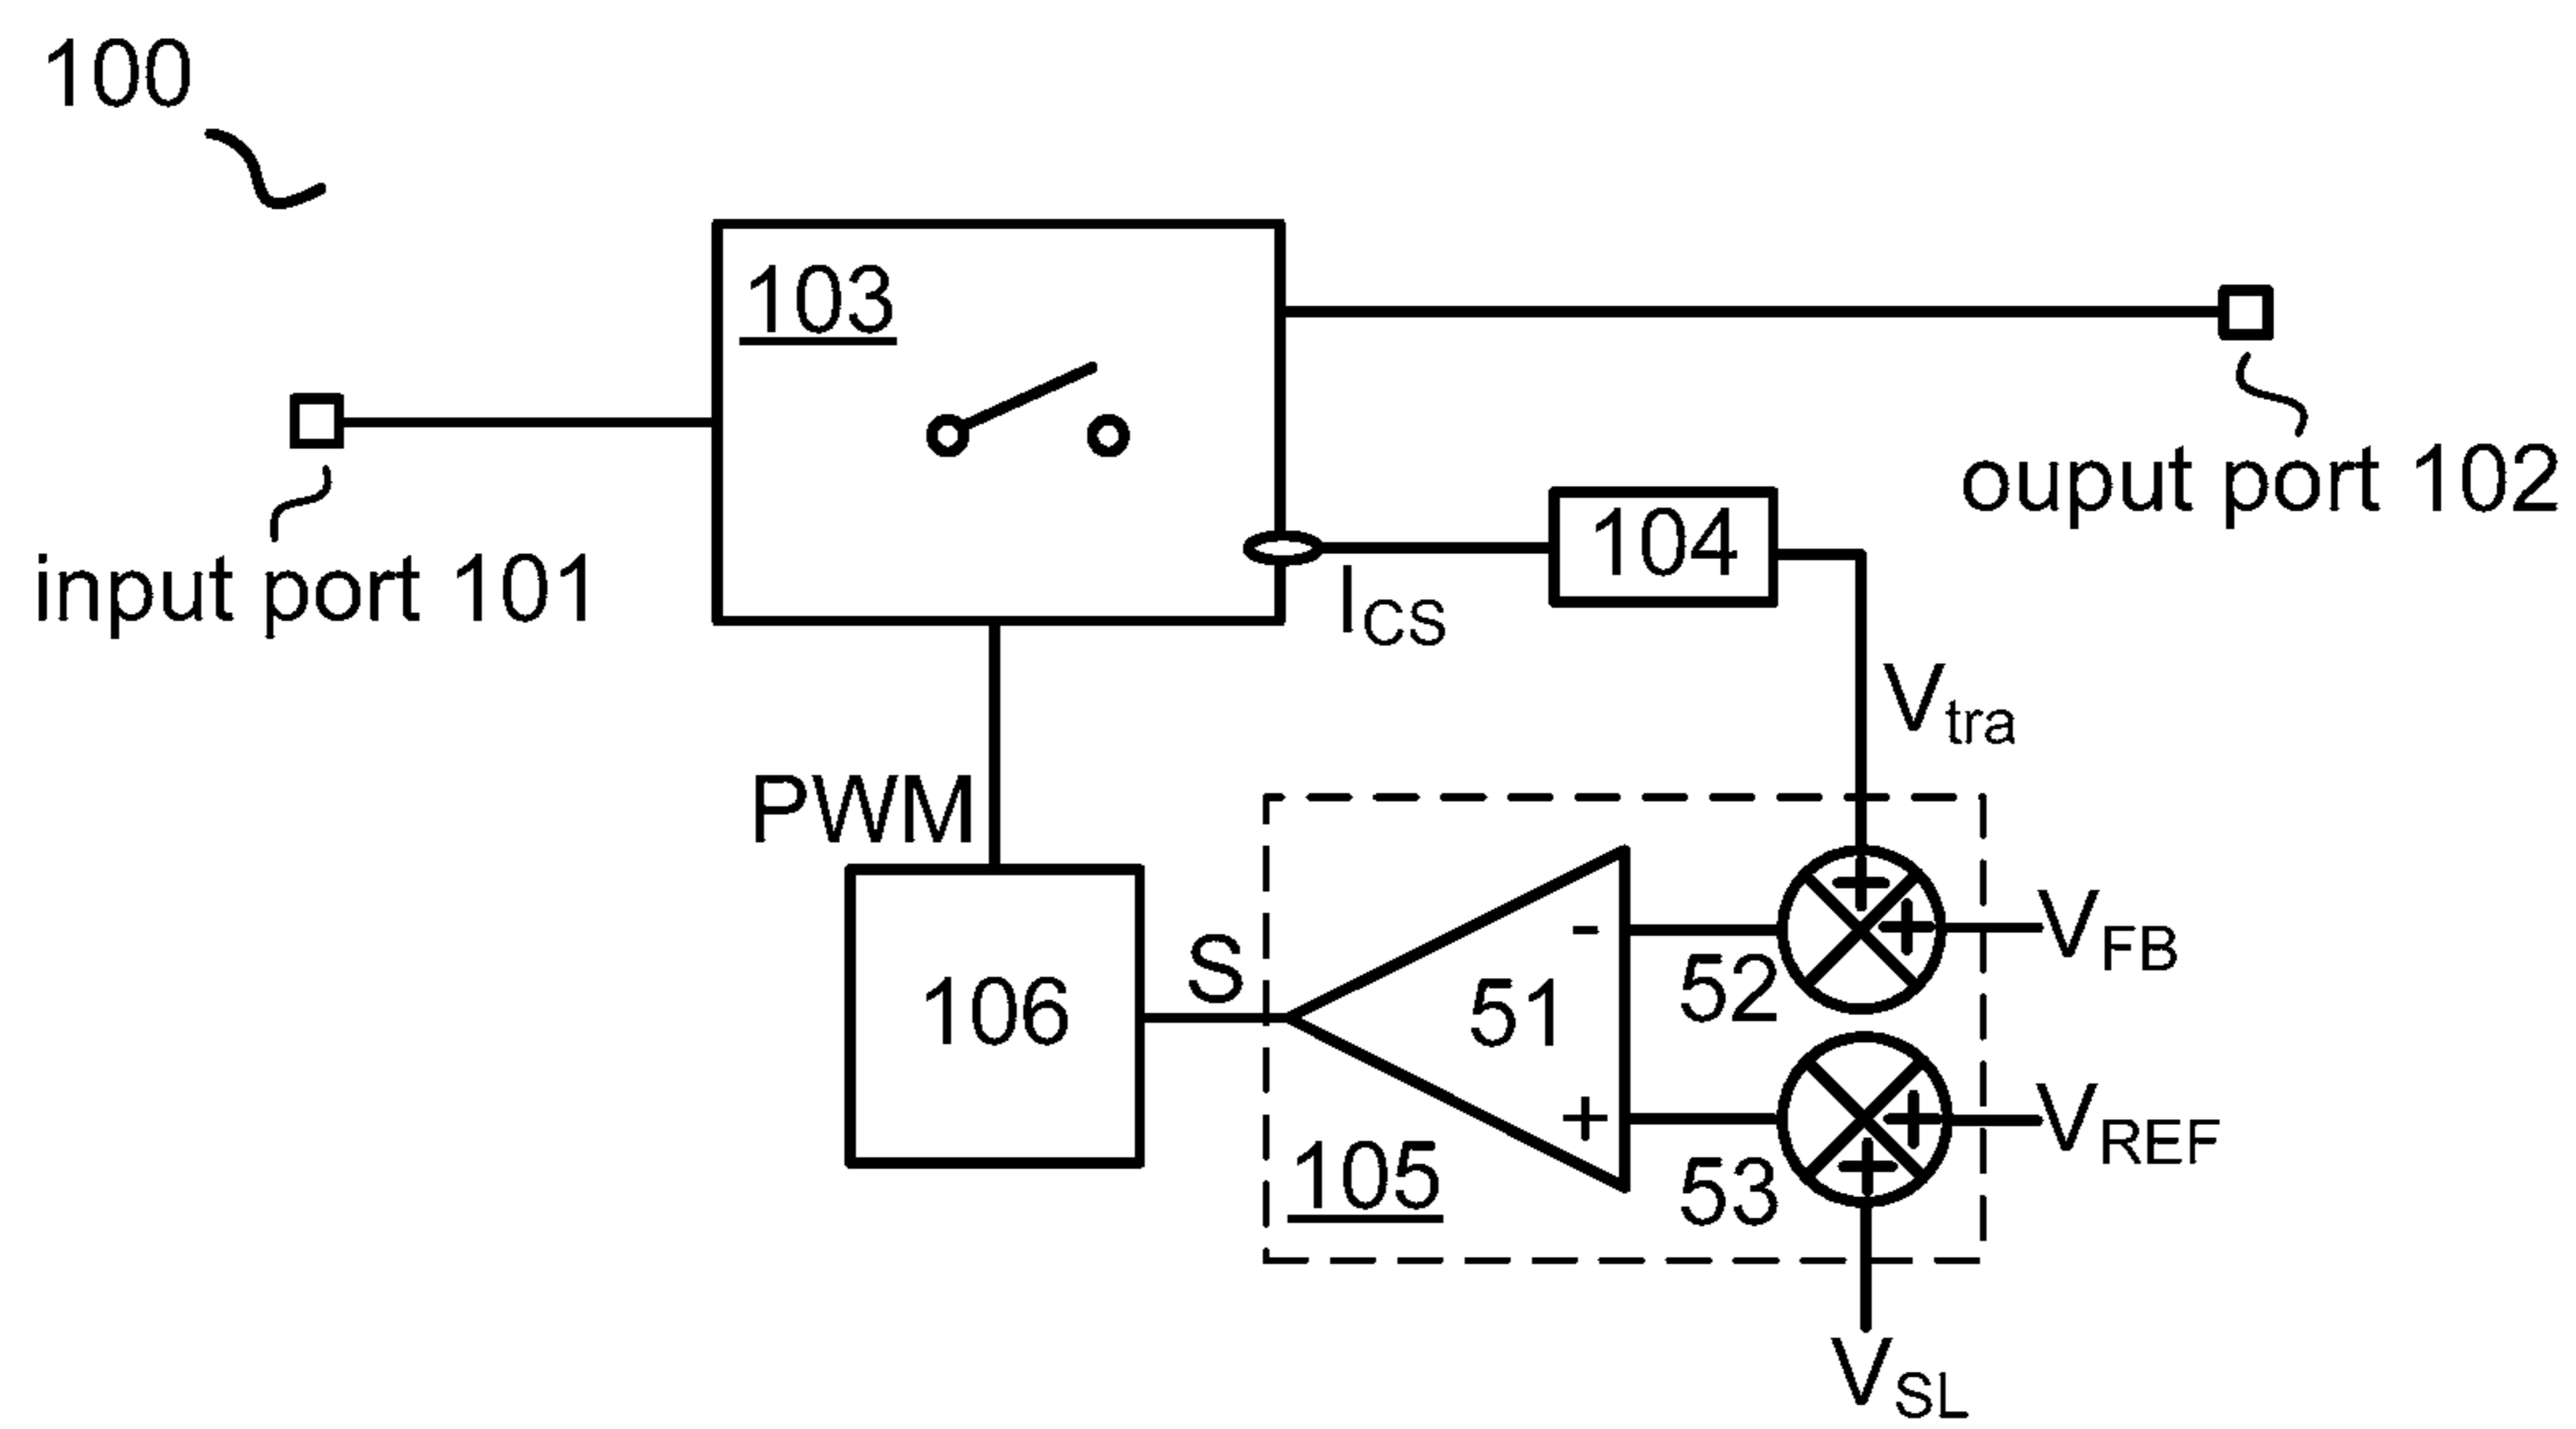 100
103
ouput port 102
104
input port 101
ICS
Vtra
PWM
-
VFB
S
52
106
51
+
VREF
105
53
VSL